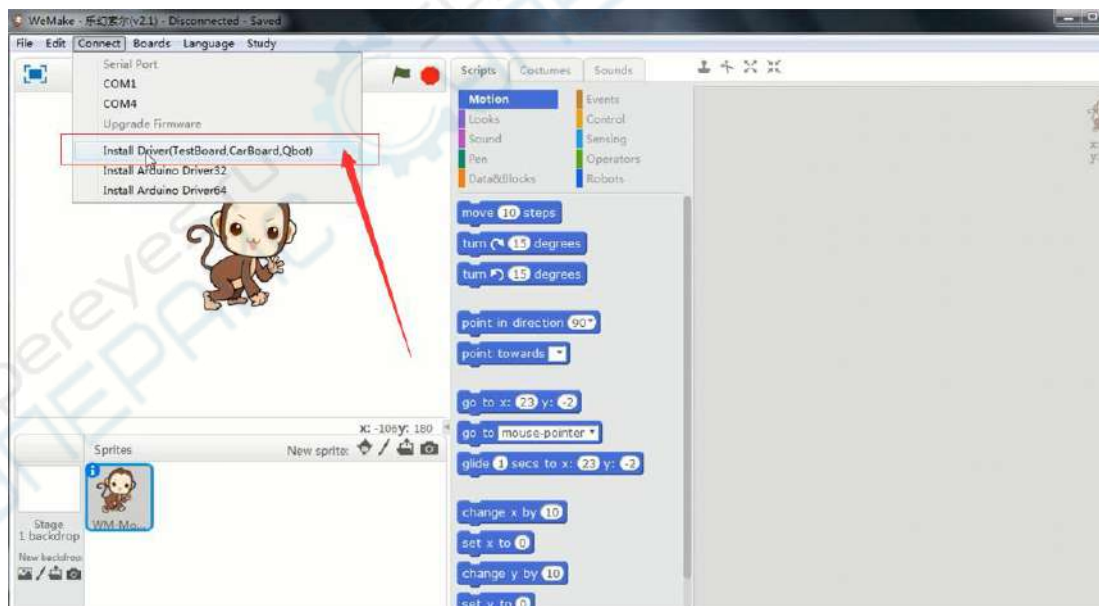 WeMake - 乐幻索尔(v2.1) - Disconnected - Saved
File Edit Connect Boards Language Study
Serial Port
COM1
COM4
Upgrade Firmware
Install Driver(TestBoard,CarBoard,Qbot)
Install Arduino Driver32
Install Arduino Driver64
Scripts Costumes Sounds
Motion Events
Looks Control
Sound Sensing
Pen Operators
Data&Blocks Robots
move 10 steps
turn 15 degrees
turn 15 degrees
point in direction 90
point towards
go to x: 23 y: -2
go to mouse-pointer
glide 1 secs to x: 23 y: -2
change x by 10
set x to 0
change y by 10
set y to 0
x: -106 y: 180
Sprites New sprite:
WM-Mo...
Stage
1 backdrop
New backdrop: